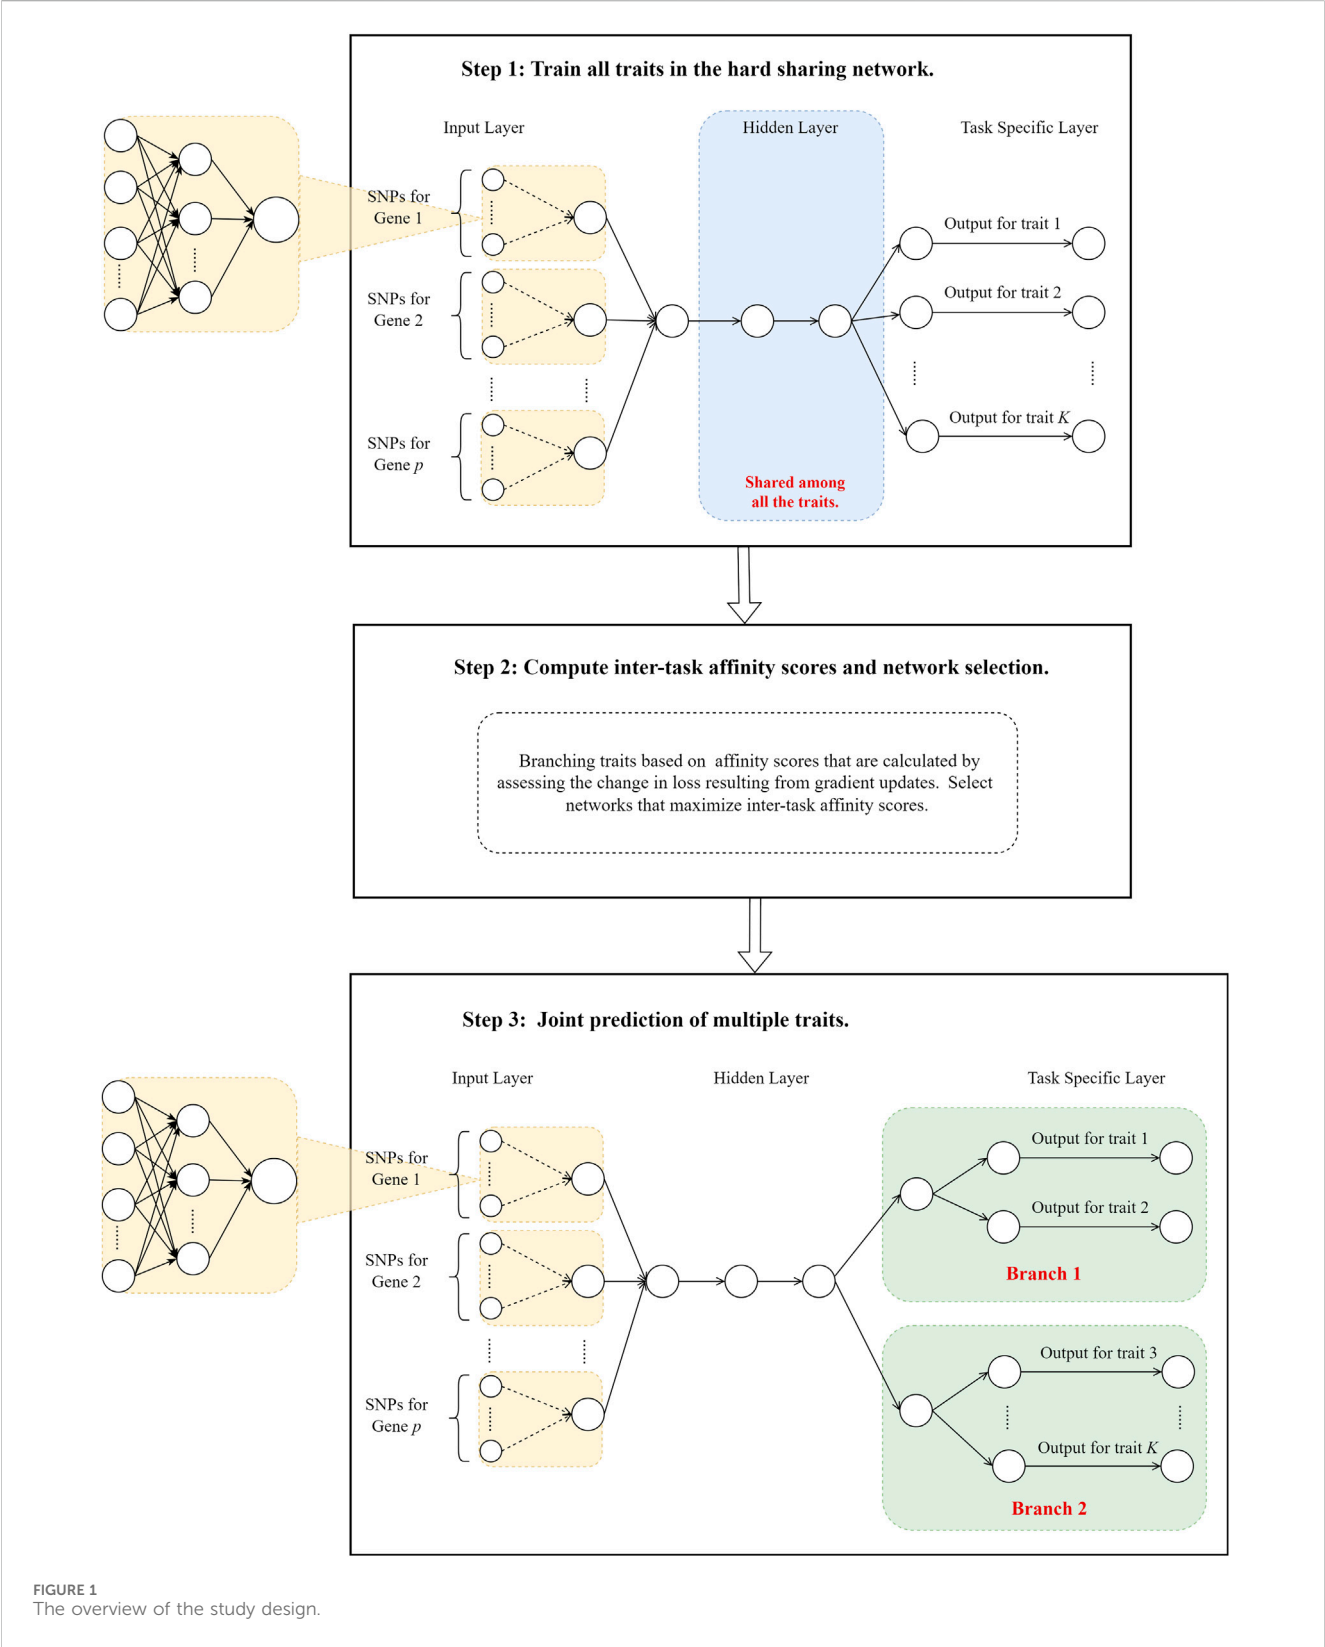 Step 1: Train all traits in the hard sharing network.
Input Layer
Hidden Layer
Task Specific Layer
SNPs for
Gene 1
SNPs for
Gene 2
SNPs for
Gene p
Output for trait 1
Output for trait 2
Output for trait K
Shared among
all the traits.
Step 2: Compute inter-task affinity scores and network selection.
Branching traits based on affinity scores that are calculated by
assessing the change in loss resulting from gradient updates. Select
networks that maximize inter-task affinity scores.
Step 3: Joint prediction of multiple traits.
Input Layer
Hidden Layer
Task Specific Layer
SNPs for
Gene 1
SNPs for
Gene 2
SNPs for
Gene p
Output for trait 1
Output for trait 2
Branch 1
Output for trait 3
Output for trait K
Branch 2
FIGURE 1
The overview of the study design.